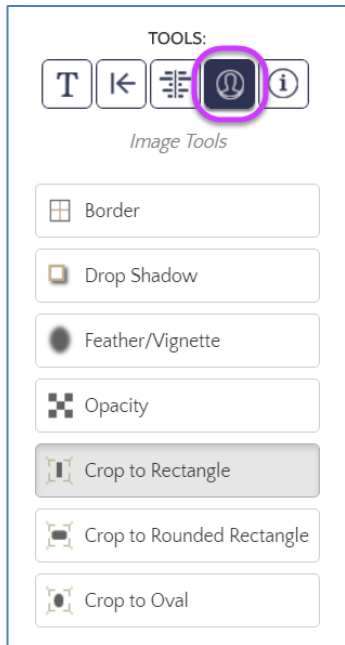 TOOLS:
T
Image Tools
Border
Drop Shadow
Feather/Vignette
Opacity
Crop to Rectangle
Crop to Rounded Rectangle
Crop to Oval